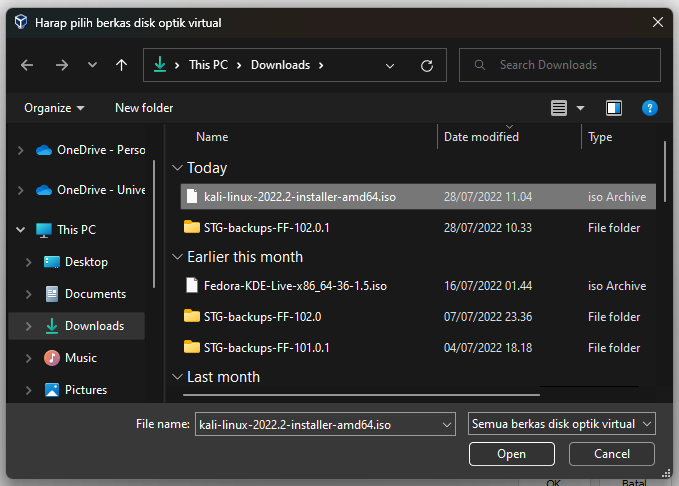 Harap pilih berkas disk optik virtual
This PC > Downloads >
Search Downloads
Organize
New folder
Name
Date modified
Type
OneDrive - Perso
OneDrive - Unive
This PC
Desktop
Documents
Downloads
Music
Pictures
Today
kali-linux-2022.2-installer-amd64.iso 28/07/2022 11.04 iso Archive
STG-backups-FF-102.0.1 28/07/2022 10.33 File folder
Earlier this month
Fedora-KDE-Live-x86_64-36-1.5.iso 16/07/2022 01.44 iso Archive
STG-backups-FF-102.0 07/07/2022 23.36 File folder
STG-backups-FF-101.0.1 04/07/2022 18.18 File folder
Last month
File name: kali-linux-2022.2-installer-amd64.iso
Semua berkas disk optik virtual
Open
Cancel
OK
Batal